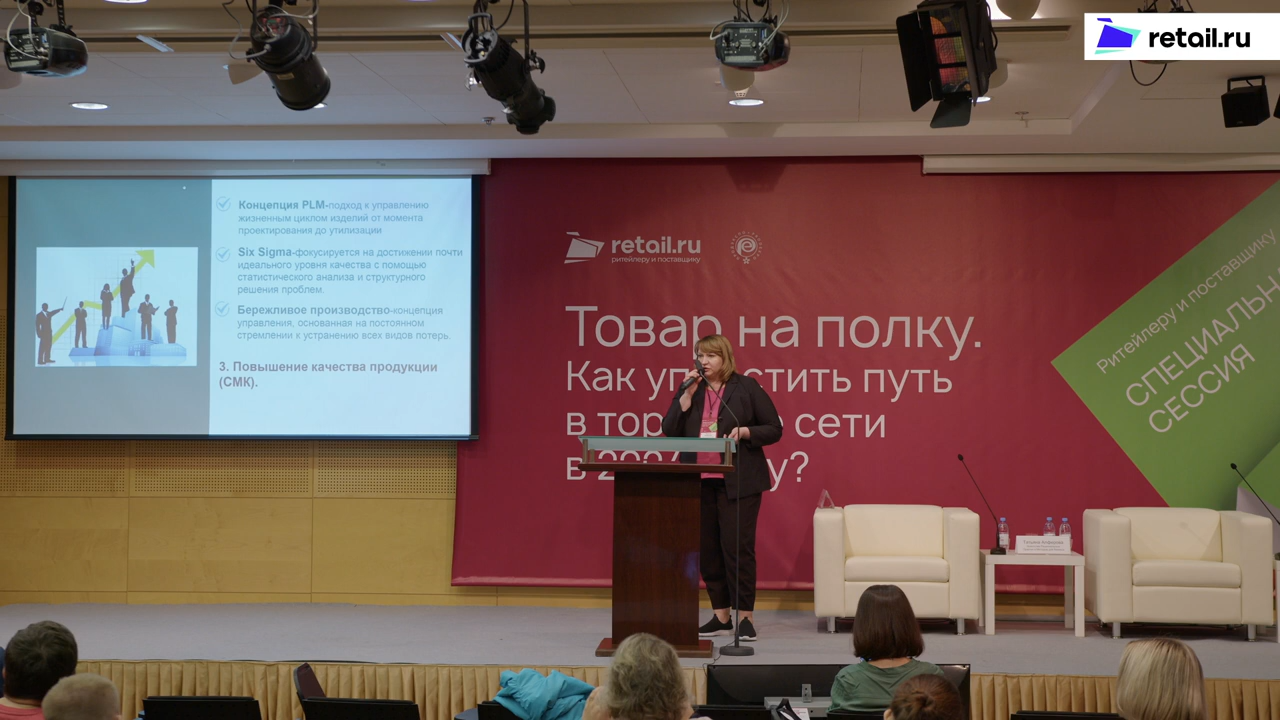 retail.ru
Концепция PLM-подход к управлению
жизненным циклом изделий от момента
проектирования до утилизации
Six Sigma-фокусируется на достижении почти
идеального уровня качества с помощью
статистического анализа и структурного
решения проблем.
Бережливое производство-концепция
управления, основанная на постоянном
стремлении к устранению всех видов потерь.
3. Повышение качества продукции
(СМК).
retail.ru
ритейлеру и поставщику
Товар на полку.
Как уп стить путь
в тор сети
в у?
Ритейлеру и поставщику
СПЕЦИАЛЬН
СЕССИЯ